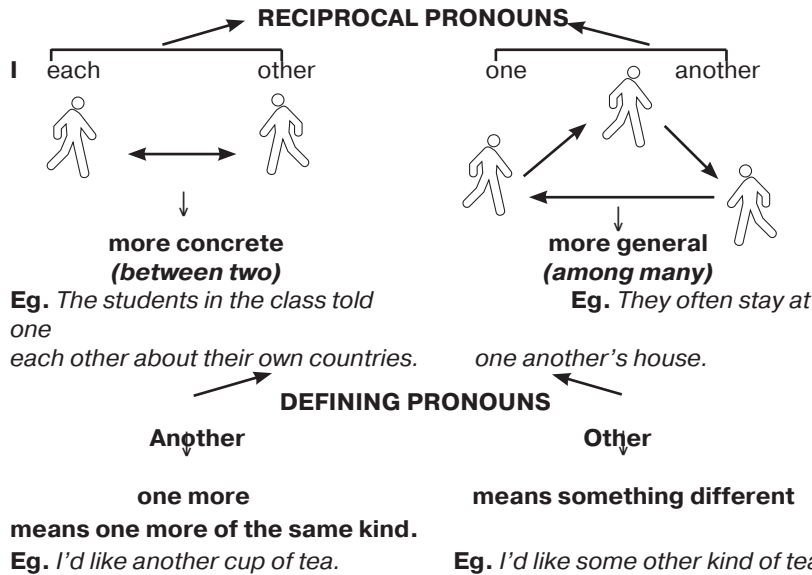 RECIPROCAL PRONOUNS
I each other one another
more concrete more general
(between two) (among many)
Eg. The students in the class told Eg. They often stay at
one
each other about their own countries. one another's house.
DEFINING PRONOUNS
Another Other
one more means something different
means one more of the same kind.
Eg. I'd like another cup of tea. Eg. I'd like some other kind of tea